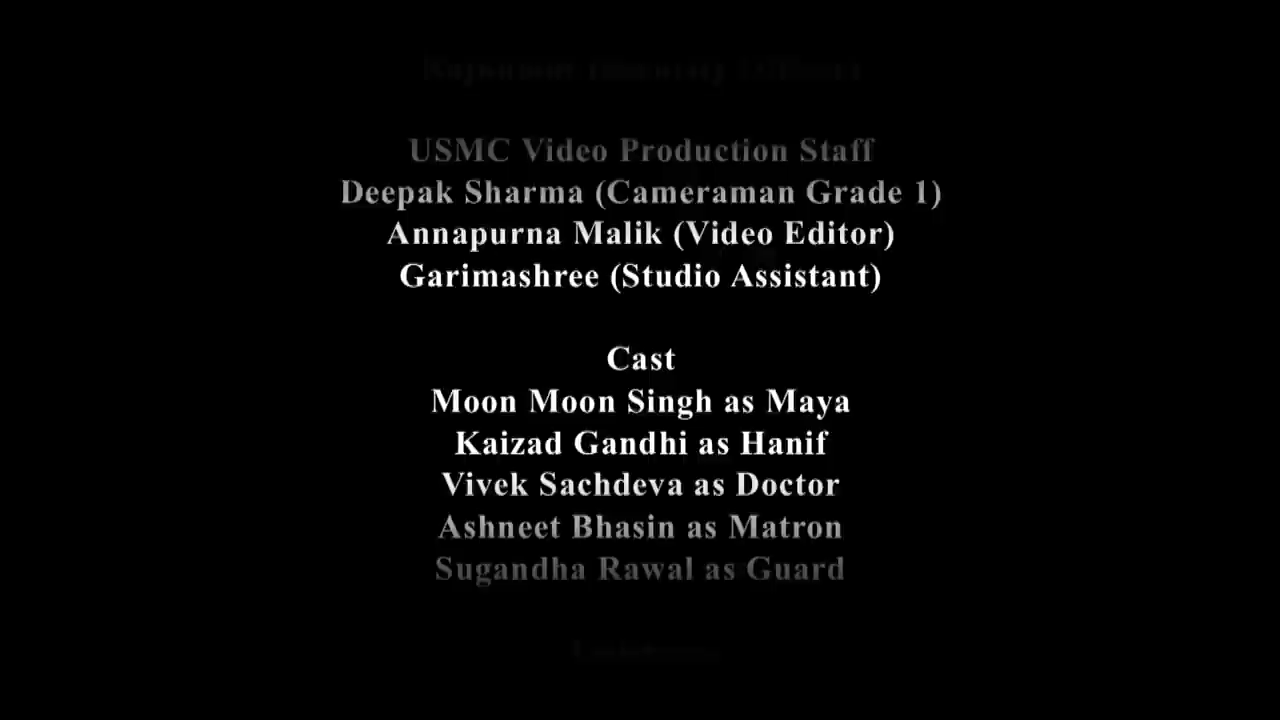 USMC Video Production Staff
Deepak Sharma (Cameraman Grade 1)
Annapurna Malik (Video Editor)
Garimashree (Studio Assistant)
Cast
Moon Moon Singh as Maya
Kaizad Gandhi as Hanif
Vivek Sachdeva as Doctor
Ashneet Bhasin as Matron
Sugandha Rawal as Guard